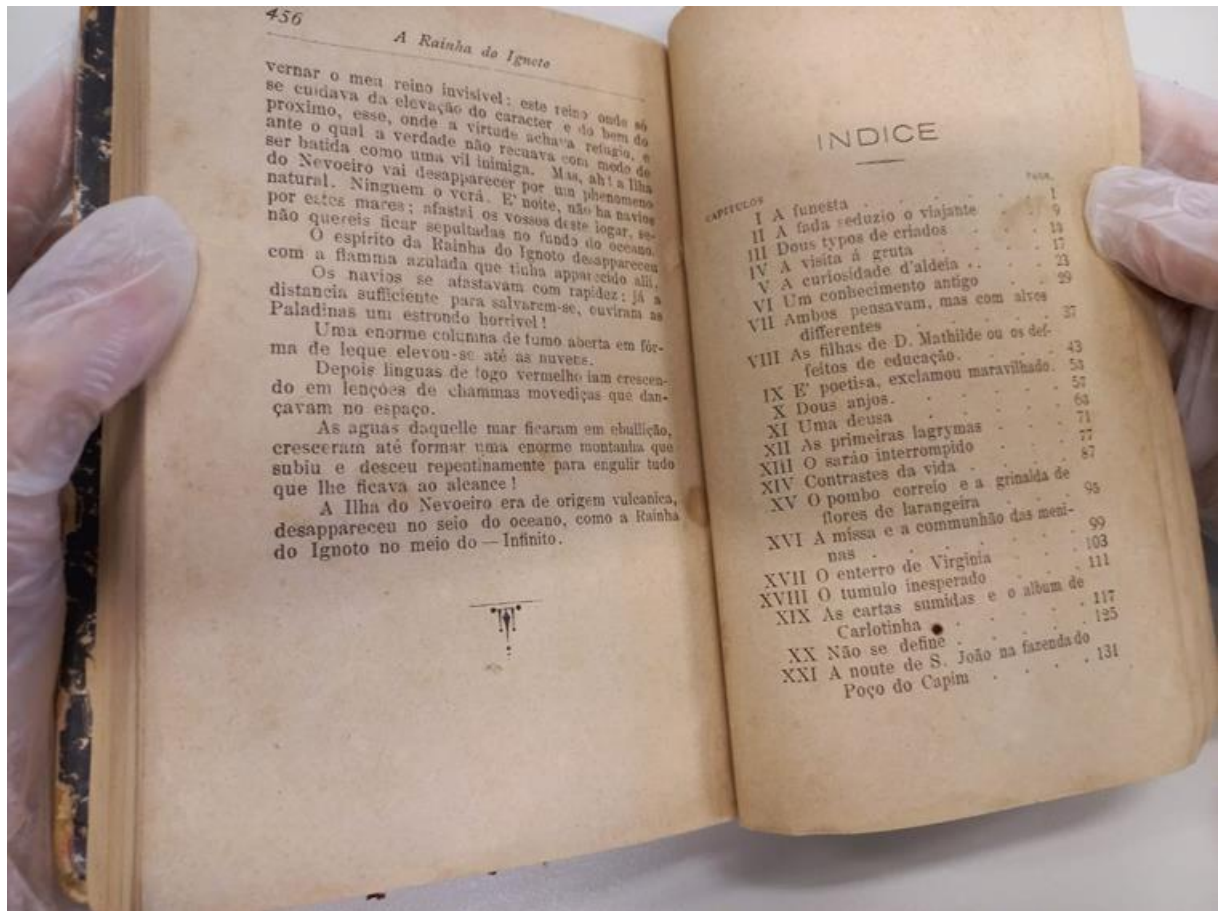 456
A Rainha do Ignoto
vernar o meu reino invisivel: este reino onde só
se cuidava da elevação do caracter e do bem do
proximo, esse, onde a virtude achava refugio, e
ante o qual a verdade não recuava com medo de
ser batida como uma vil inimiga. Mas, ah! a Ilha
do Nevoeiro vai desapparecer por um phenomeno
natural. Ninguem o verá. E' noite, não ha navios
por estes mares; afastai os vossos deste logar, se-
não quereis ficar sepultadas no fundo do oceano.
O espírito da Rainha do Ignoto desappareceu
com a flamma azulada que tinha apparecido alli.
Os navios se afastavam com rapidez; já a
distancia sufficiente para salvarem-se, ouviram as
Paladinas um estrondo horrivel!
Uma enorme columna de fumo aberta em fór-
ma de leque elevou-se até as nuvens.
Depois linguas de fogo vermelho iam crescen-
do em lenções de chammas movediças que dan-
çavam no espaço.
As aguas daquelle mar ficaram em ebullição,
cresceram até formar uma enorme montanha que
subiu e desceu repentinamente para engulir tudo
que lhe ficava ao alcance!
A Ilha do Nevoeiro era de origem vulcanica,
desappareceu no seio do oceano, como a Rainha
do Ignoto no meio do — Infinito.
INDICE
CAPITULOS PAGS.
I A funesta . . . . . . 1
II A fada seduzio o viajante . . 9
III Dous typos de criados . . . 13
IV A visita á gruta . . . . 17
V A curiosidade d'aldeia . . . . 23
VI Um conhecimento antigo . . . 29
VII Ambos pensavam, mas com alvos
differentes . . . . . 37
VIII As filhas de D. Mathilde ou os def-
feitos de educação. . . . . 43
IX E' poetisa, exclamou maravilhado. 53
X Dous anjos. . . . . . 57
XI Uma deusa . . . . . 63
XII As primeiras lagrymas . . . . 71
XIII O saráo interrompido . . . . 77
XIV Contrastes da vida . . . . . 87
XV O pombo correio e a grinalda de
flores de larangeira . . . 95
XVI A missa e a communhão das meni-
nas . . . . . . . 99
XVII O enterro de Virginia . . . . 103
XVIII O tumulo inesperado . . . . 111
XIX As cartas sumidas e o album de
Carlotinha . . . . . . 117
XX Não se define . . . . . . 125
XXI A noute de S. João na fazenda do
Poço do Capim . . . . 131